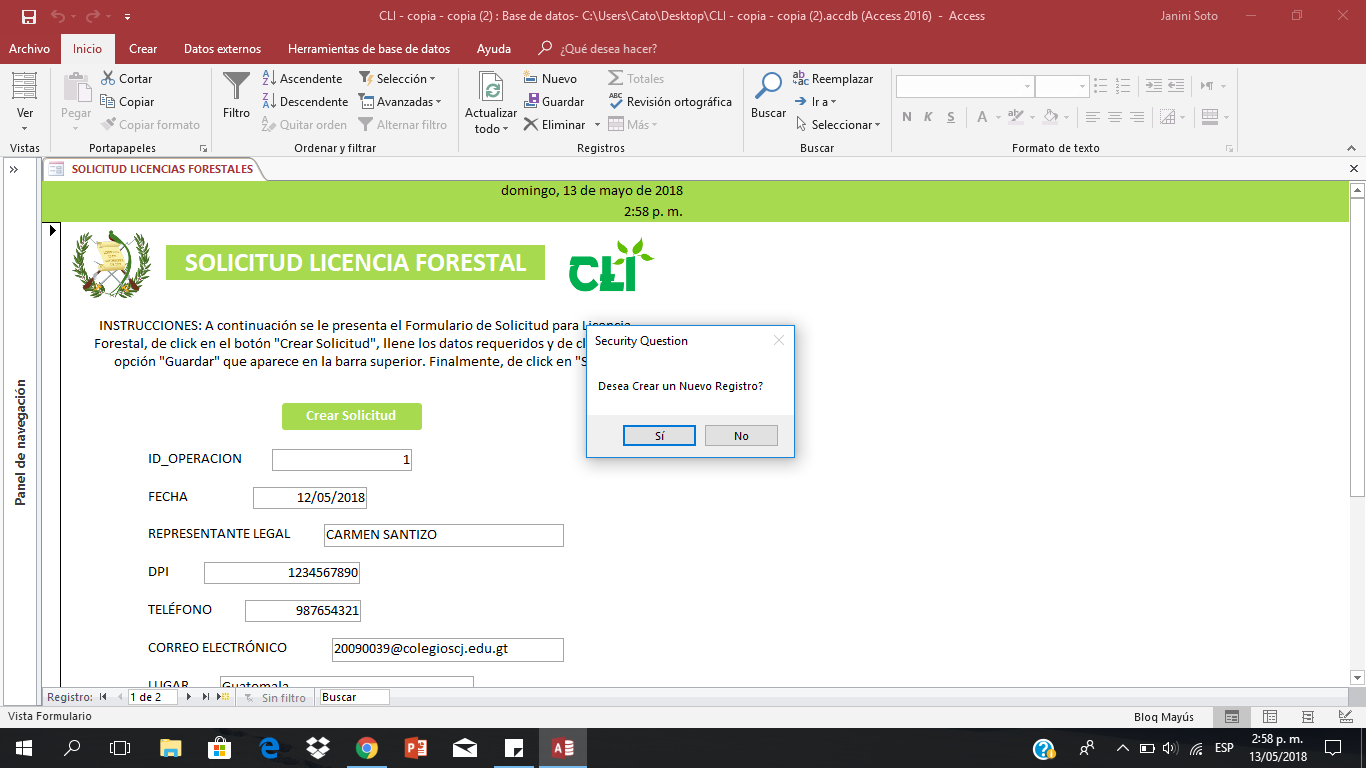 CLI - copia - copia (2) : Base de datos- C:\Users\Cato\Desktop\CLI - copia - copia (2).accdb (Access 2016) - Access
Janini Soto
Archivo Inicio Crear Datos externos Herramientas de base de datos Ayuda ¿Qué desea hacer?
Ver
Vistas
Pegar
Cortar
Copiar
Copiar formato
Portapapeles
Filtro
Ascendente
Descendente
Quitar orden
Selección
Avanzadas
Alternar filtro
Ordenar y filtrar
Actualizar
todo
Nuevo
Guardar
Eliminar
Totales
Revisión ortográfica
Más
Registros
Buscar
Reemplazar
Ir a
Seleccionar
Buscar
N K S
Formato de texto
SOLICITUD LICENCIAS FORESTALES
Panel de navegación
domingo, 13 de mayo de 2018
2:58 p. m.
SOLICITUD LICENCIA FORESTAL
CLI
INSTRUCCIONES: A continuación se le presenta el Formulario de Solicitud para Licencia
Forestal, de click en el botón "Crear Solicitud", llene los datos requeridos y de
opción "Guardar" que aparece en la barra superior. Finalmente, de click en
Security Question
Desea Crear un Nuevo Registro?
Sí No
Crear Solicitud
ID_OPERACION 1
FECHA 12/05/2018
REPRESENTANTE LEGAL CARMEN SANTIZO
DPI 1234567890
TELÉFONO 987654321
CORREO ELECTRÓNICO 20090039@colegioscj.edu.gt
LUGAR Guatemala
Registro: 1 de 2 Sin filtro Buscar
Vista Formulario
Bloq Mayús
ESP
2:58 p. m.
13/05/2018